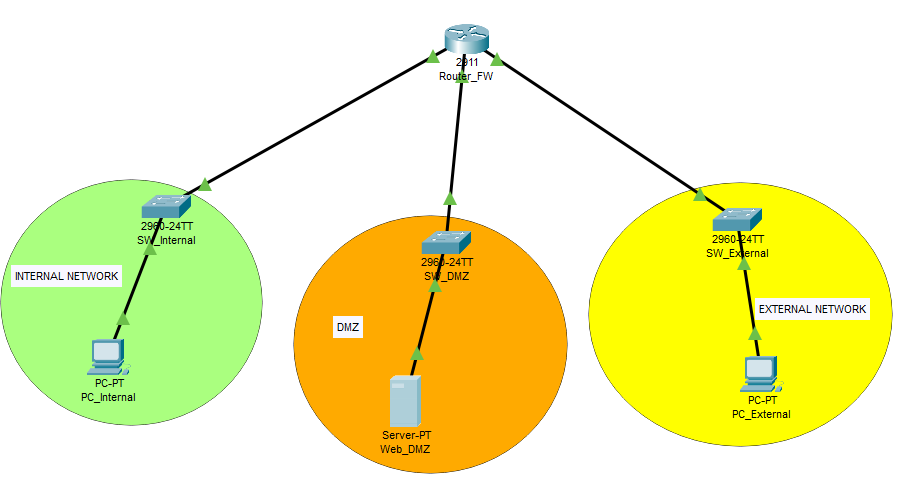 2911
Router_FW
2960-24TT
SW_Internal
INTERNAL NETWORK
PC-PT
PC_Internal
2960-24TT
SW_DMZ
DMZ
Server-PT
Web_DMZ
2960-24TT
SW_External
EXTERNAL NETWORK
PC-PT
PC_External